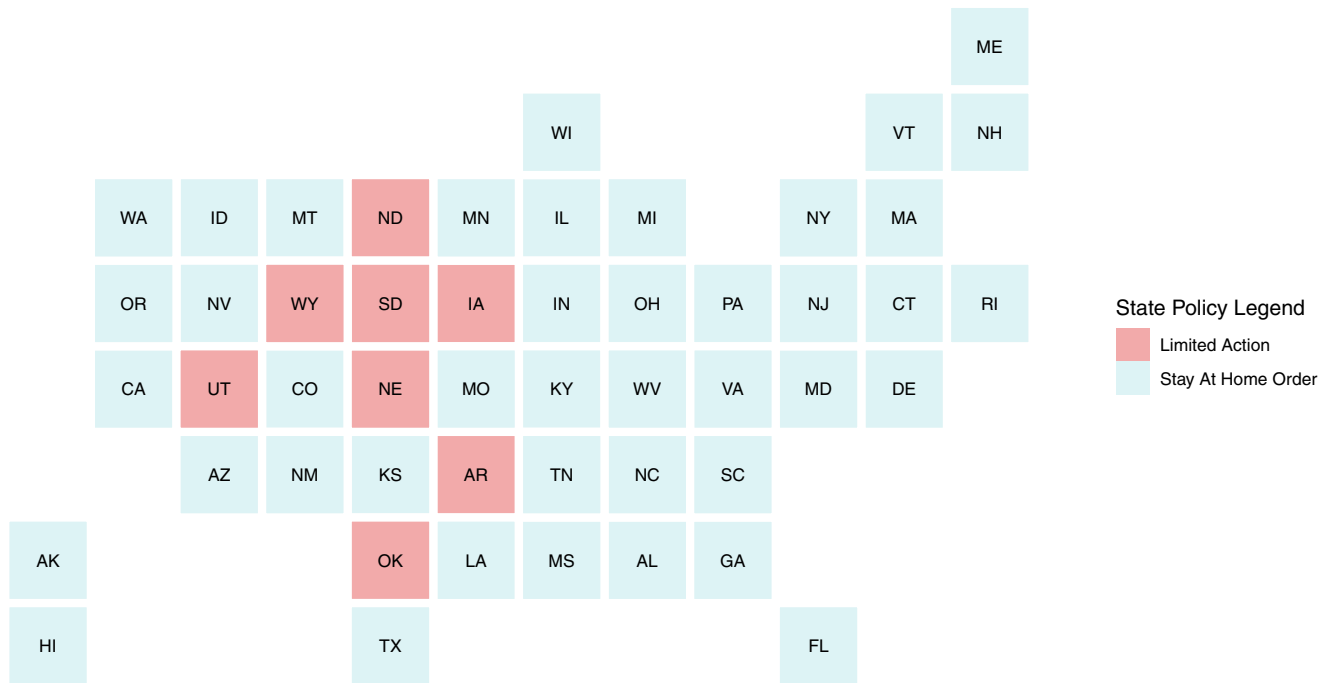 ME
WI VT NH
WA ID MT ND MN IL MI NY MA
OR NV WY SD IA IN OH PA NJ CT RI
CA UT CO NE MO KY WV VA MD DE
AZ NM KS AR TN NC SC
AK OK LA MS AL GA
HI TX FL
State Policy Legend
Limited Action
Stay At Home Order